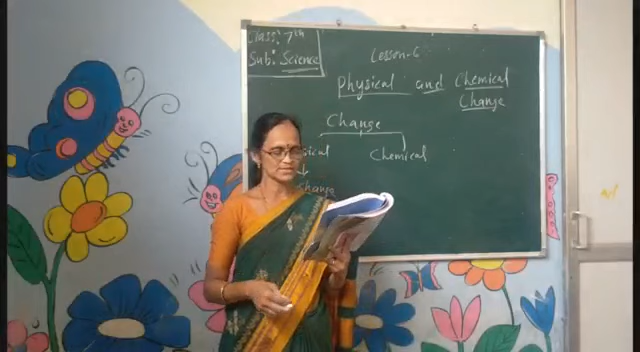 Class: 7th
Sub: Science
Lesson-6
Physical and Chemical
Change
Change
Chemical
Change